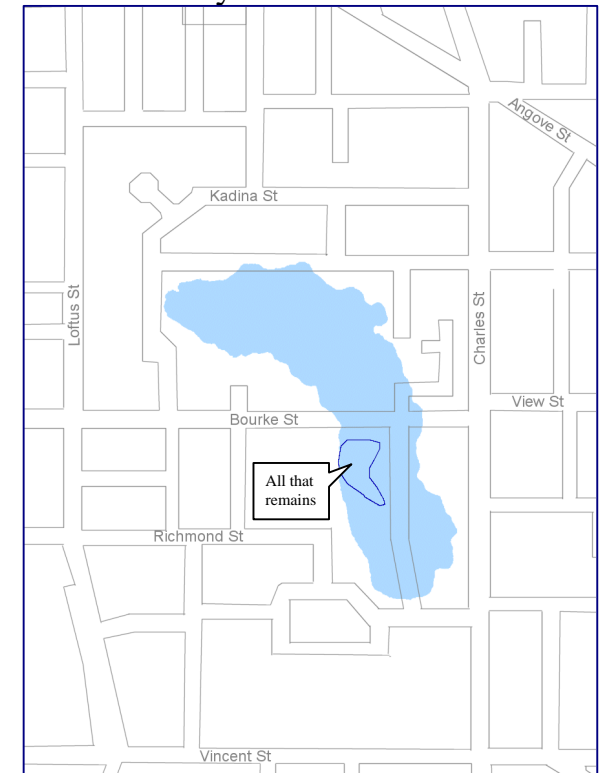 Angove St
Kadina St
Loftus St
Charles St
View St
Bourke St
All that
remains
Richmond St
Vincent St